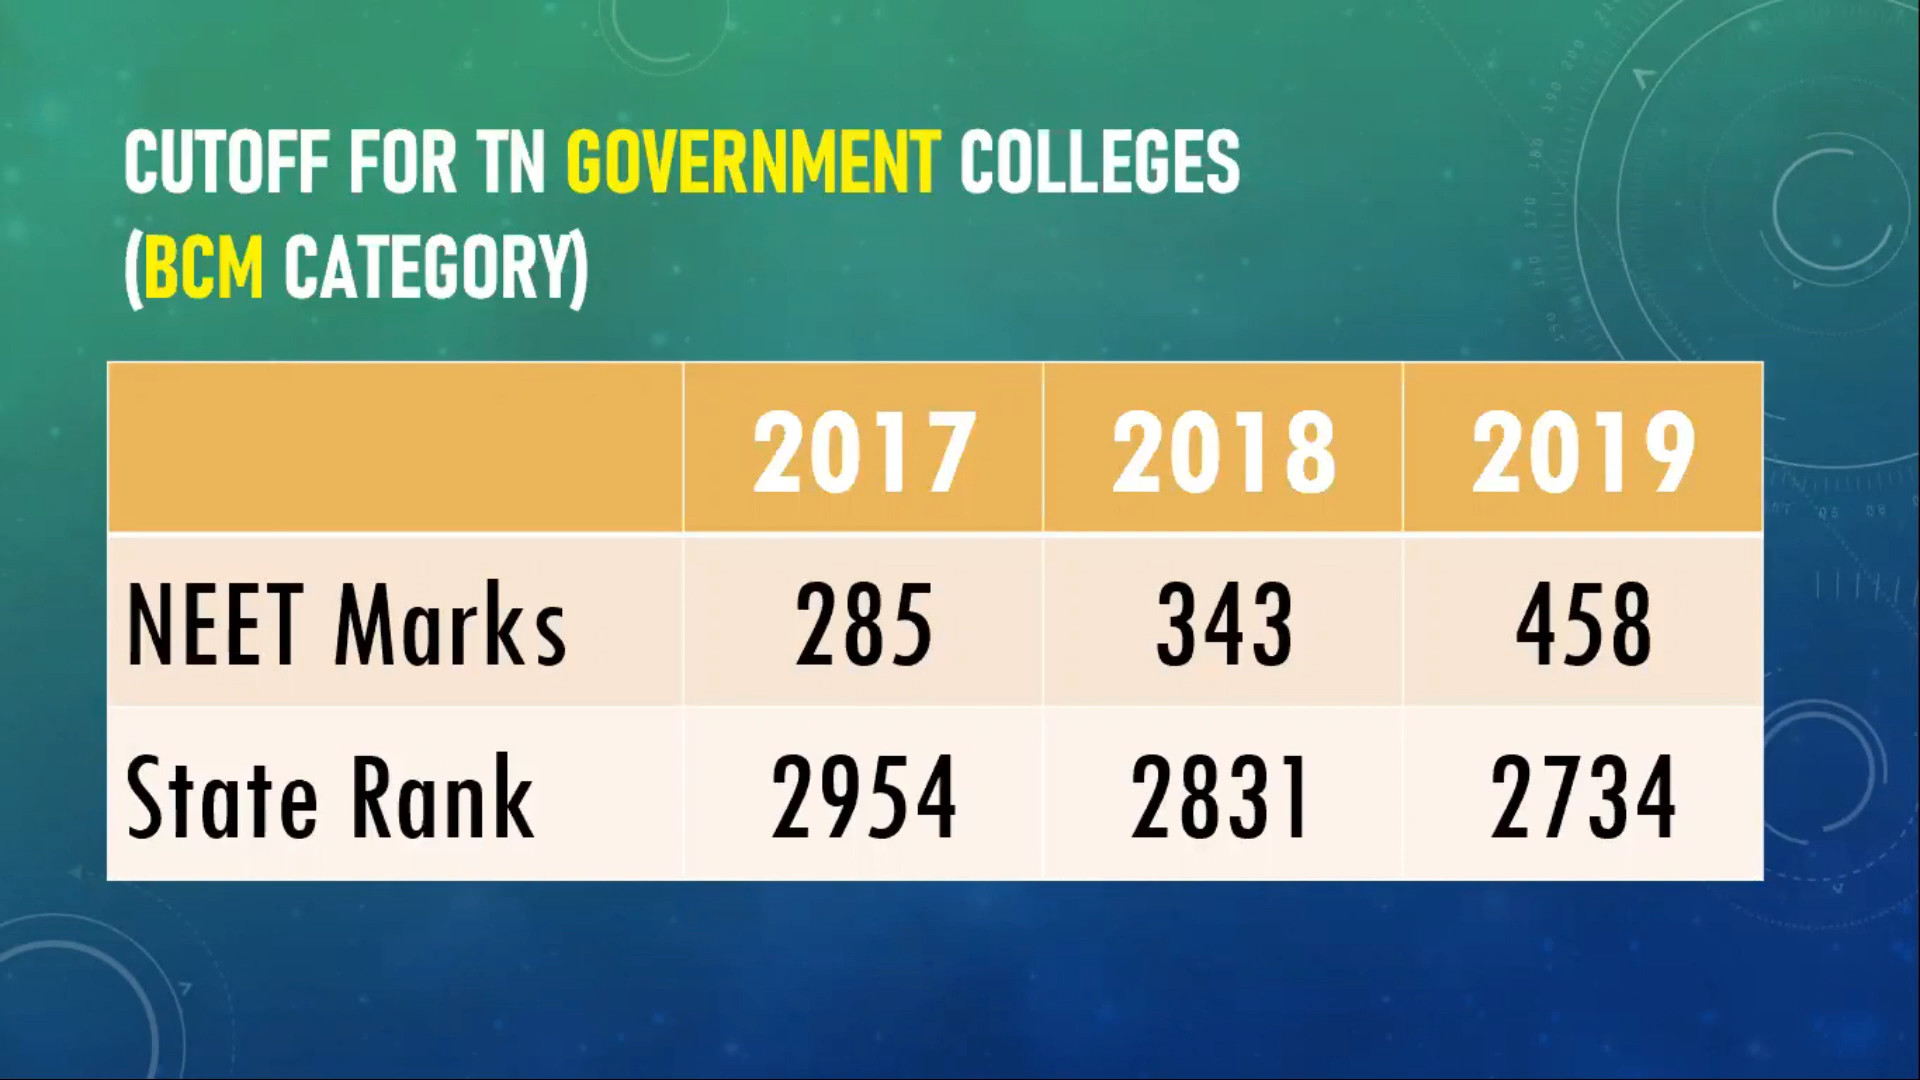 CUTOFF FOR TN GOVERNMENT COLLEGES
(BCM CATEGORY)
2017 2018 2019
NEET Marks 285 343 458
State Rank 2954 2831 2734